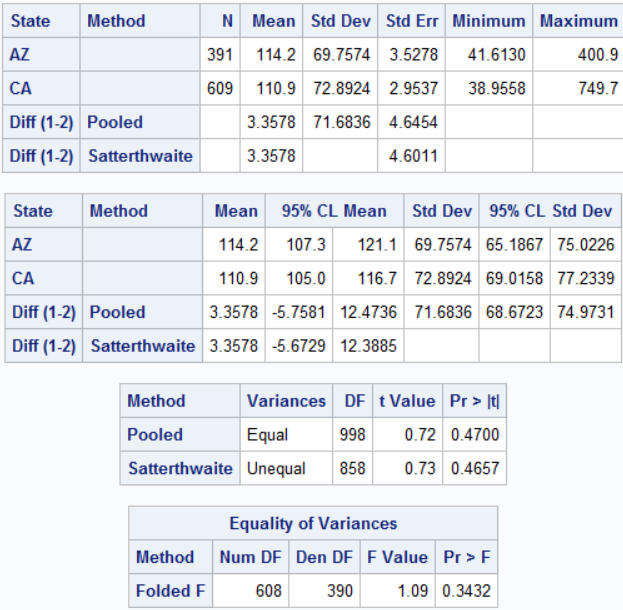 State Method N Mean Std Dev Std Err Minimum Maximum
AZ 391 114.2 69.7574 3.5278 41.6130 400.9
CA 609 110.9 72.8924 2.9537 38.9558 749.7
Diff (1-2) Pooled 3.3578 71.6836 4.6454
Diff (1-2) Satterthwaite 3.3578 4.6011
State Method Mean 95% CL Mean Std Dev 95% CL Std Dev
AZ 114.2 107.3 121.1 69.7574 65.1867 75.0226
CA 110.9 105.0 116.7 72.8924 69.0158 77.2339
Diff (1-2) Pooled 3.3578 -5.7581 12.4736 71.6836 68.6723 74.9731
Diff (1-2) Satterthwaite 3.3578 -5.6729 12.3885
Method Variances DF t Value Pr > |t|
Pooled Equal 998 0.72 0.4700
Satterthwaite Unequal 858 0.73 0.4657
Equality of Variances
Method Num DF Den DF F Value Pr > F
Folded F 608 390 1.09 0.3432